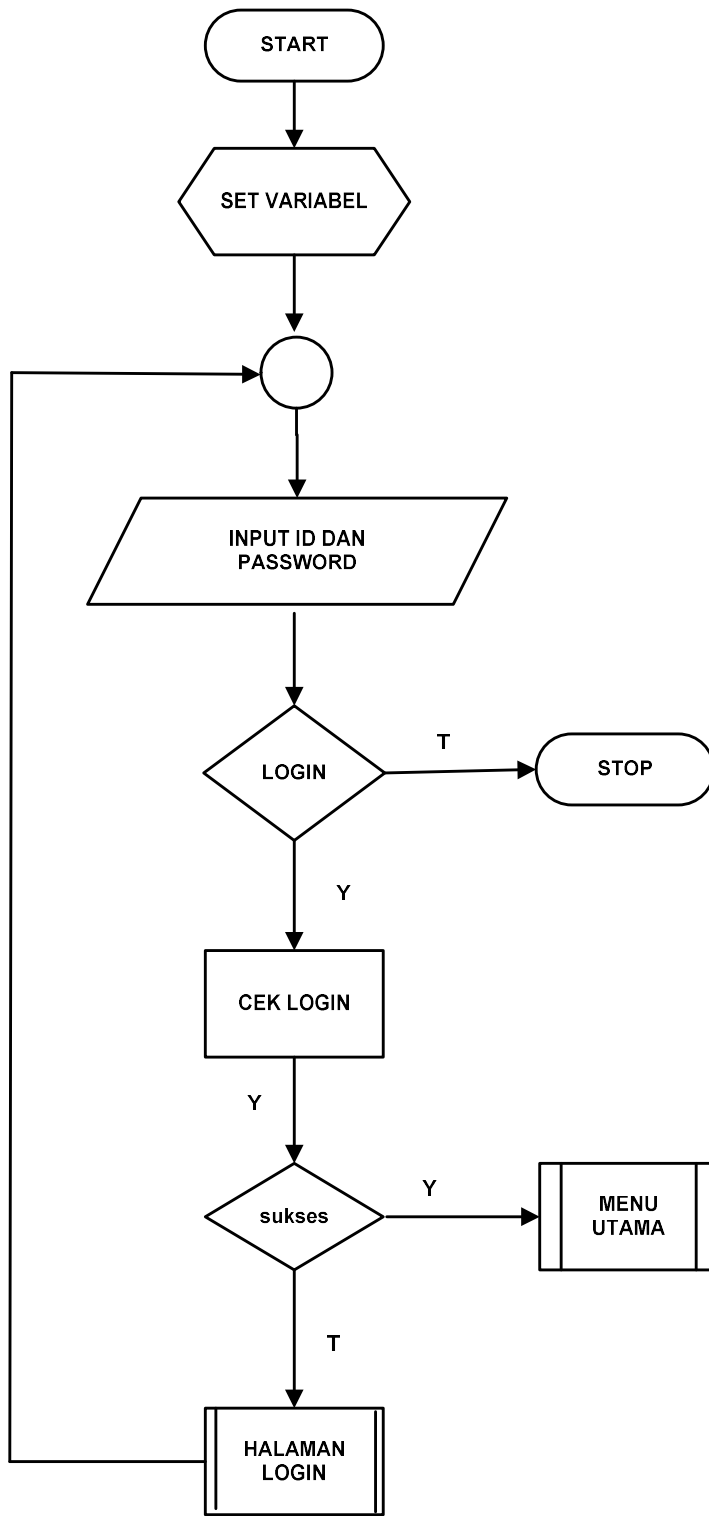 START
SET VARIABEL
INPUT ID DAN
PASSWORD
LOGIN
T
STOP
Y
CEK LOGIN
Y
sukses
Y
MENU
UTAMA
T
HALAMAN
LOGIN